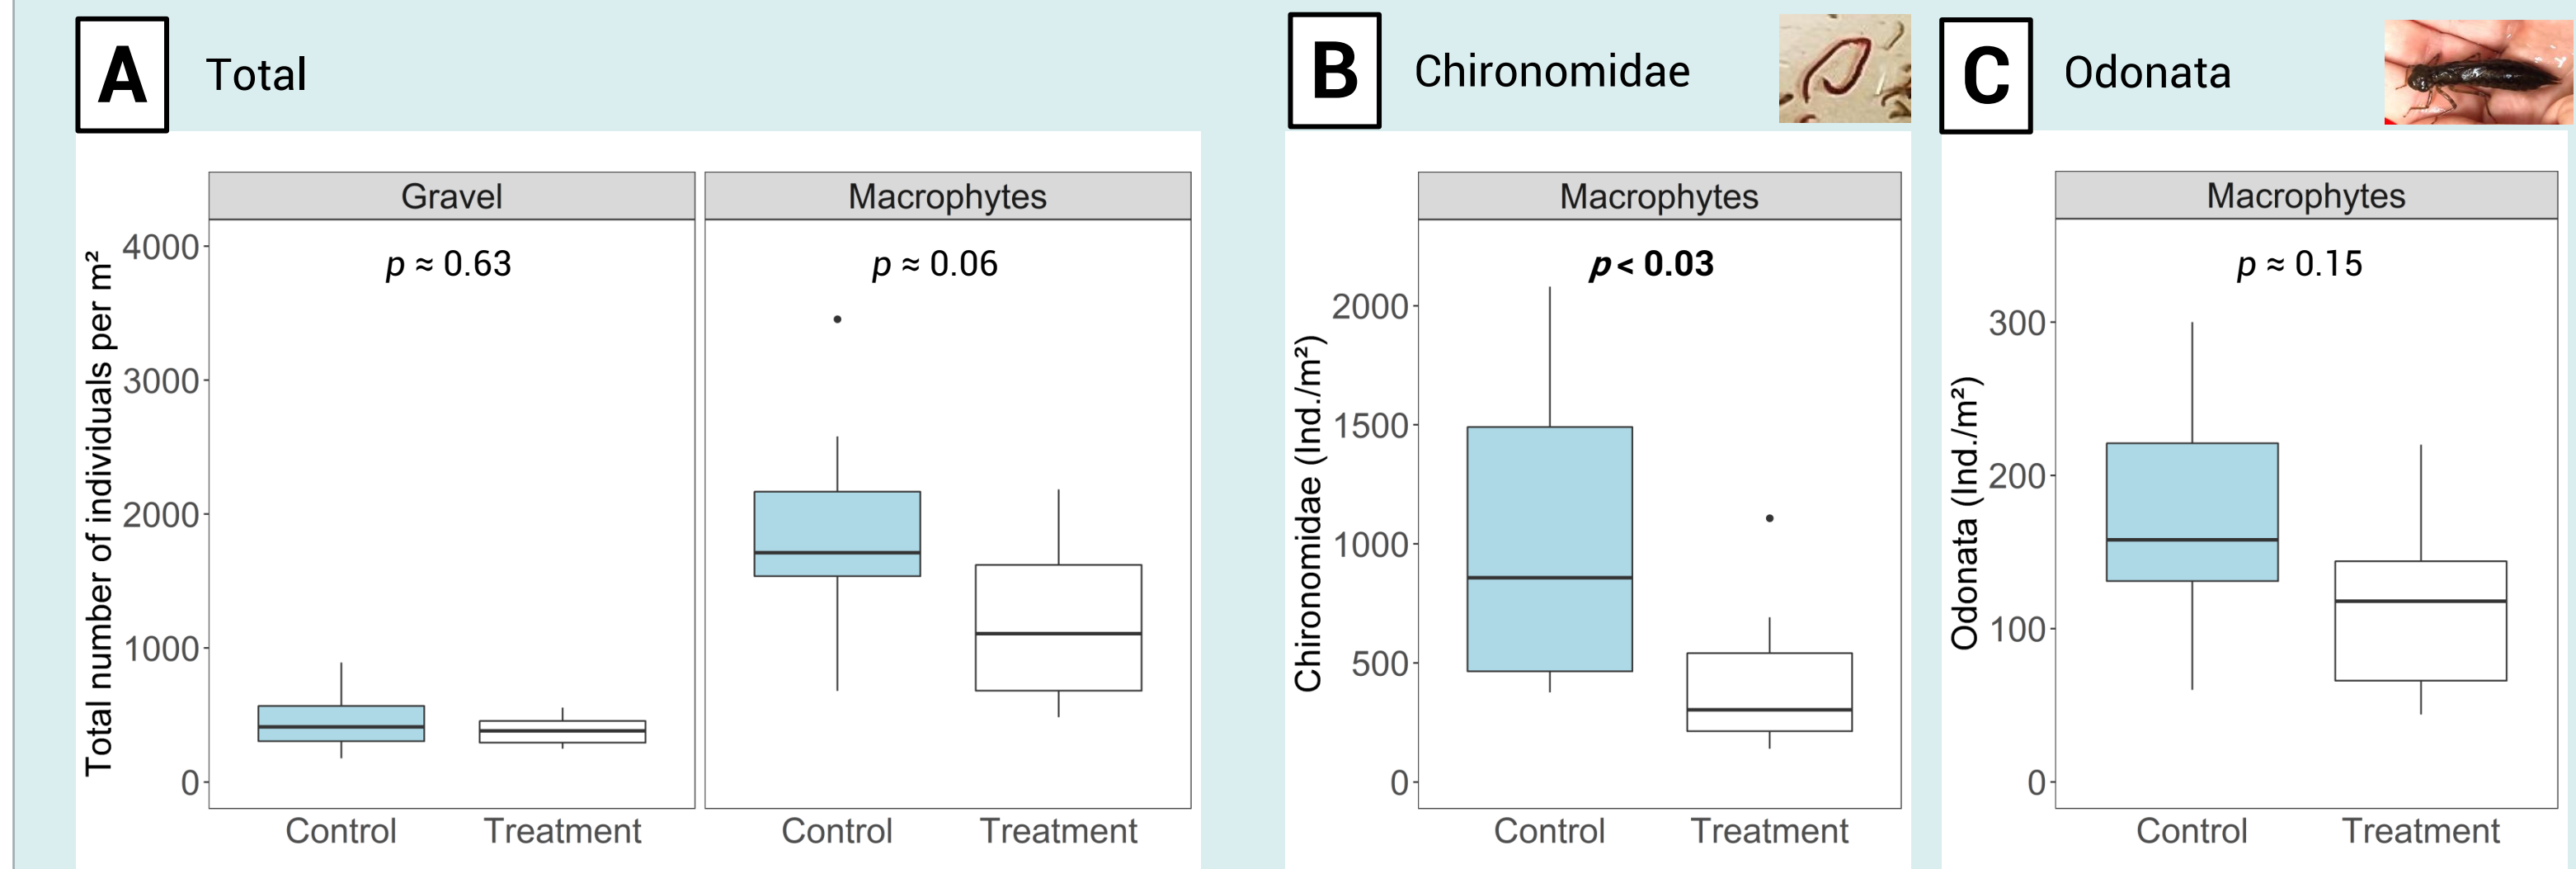 A Total
Gravel
Macrophytes
p ≈ 0.63
p ≈ 0.06
Total number of individuals per m²
4000
3000
2000
1000
0
Control
Treatment
Control
Treatment
B Chironomidae
Macrophytes
p < 0.03
Chironomidae (Ind./m²)
2000
1500
1000
500
0
Control
Treatment
C Odonata
Macrophytes
p ≈ 0.15
Odonata (Ind./m²)
300
200
100
0
Control
Treatment